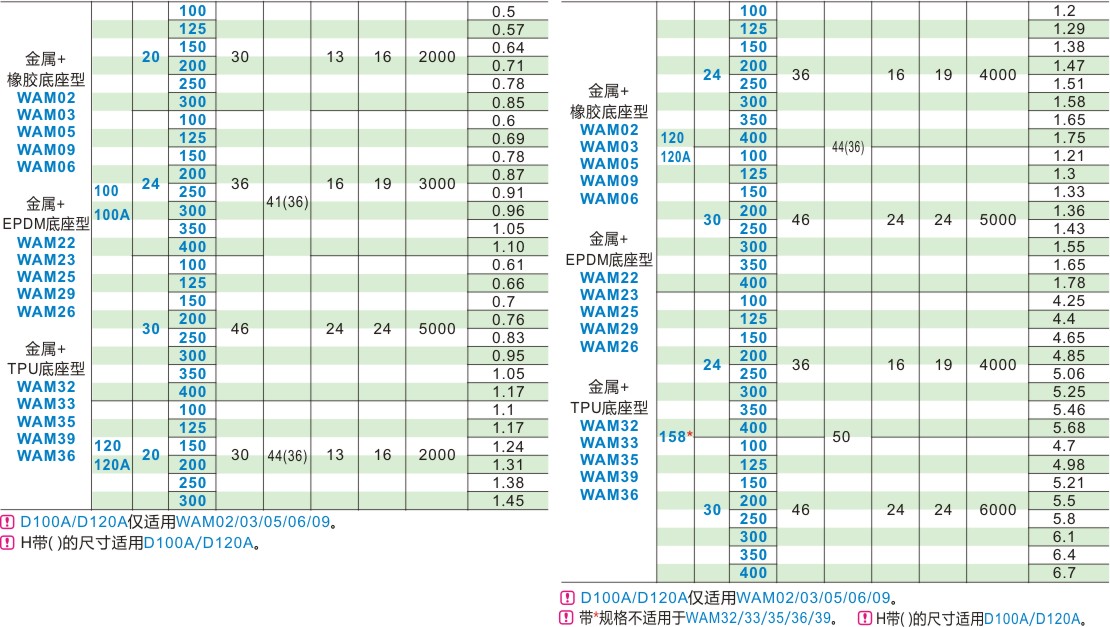 金属+
橡胶底座型
WAM02
WAM03
WAM05
WAM09
WAM06
金属+
EPDM底座型
WAM22
WAM23
WAM25
WAM29
WAM26
金属+
TPU底座型
WAM32
WAM33
WAM35
WAM39
WAM36
100
100A
20 30 13 16 2000
100 0.5
125 0.57
150 0.64
200 0.71
250 0.78
300 0.85
24 36 41(36) 16 19 3000
100 0.6
125 0.69
150 0.78
200 0.87
250 0.91
300 0.96
350 1.05
400 1.10
30 46 24 24 5000
100 0.61
125 0.66
150 0.7
200 0.76
250 0.83
300 0.95
350 1.05
400 1.17
120
120A
20 30 44(36) 13 16 2000
100 1.1
125 1.17
150 1.24
200 1.31
250 1.38
300 1.45
D100A/D120A仅适用WAM02/03/05/06/09。
H带( )的尺寸适用D100A/D120A。
金属+
橡胶底座型
WAM02
WAM03
WAM05
WAM09
WAM06
金属+
EPDM底座型
WAM22
WAM23
WAM25
WAM29
WAM26
金属+
TPU底座型
WAM32
WAM33
WAM35
WAM39
WAM36
120
120A
24 36 44(36) 16 19 4000
100 1.2
125 1.29
150 1.38
200 1.47
250 1.51
300 1.58
350 1.65
400 1.75
30 46 24 24 5000
100 1.21
125 1.3
150 1.33
200 1.36
250 1.43
300 1.55
350 1.65
400 1.78
158*
24 36 50 16 19 4000
100 4.25
125 4.4
150 4.65
200 4.85
250 5.06
300 5.25
350 5.46
400 5.68
30 46 24 24 6000
100 4.7
125 4.98
150 5.21
200 5.5
250 5.8
300 6.1
350 6.4
400 6.7
D100A/D120A仅适用WAM02/03/05/06/09。
带*规格不适用于WAM32/33/35/36/39。 H带( )的尺寸适用D100A/D120A。